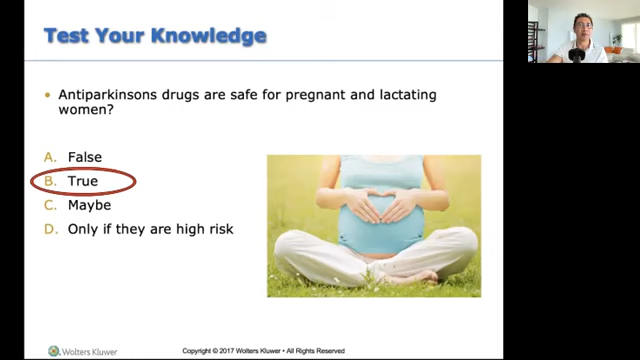 Test Your Knowledge
• Antiparkinsons drugs are safe for pregnant and lactating
women?
A. False
B. True
C. Maybe
D. Only if they are high risk
Wolters Kluwer
Copyright © 2017 Wolters Kluwer • All Rights Reserved